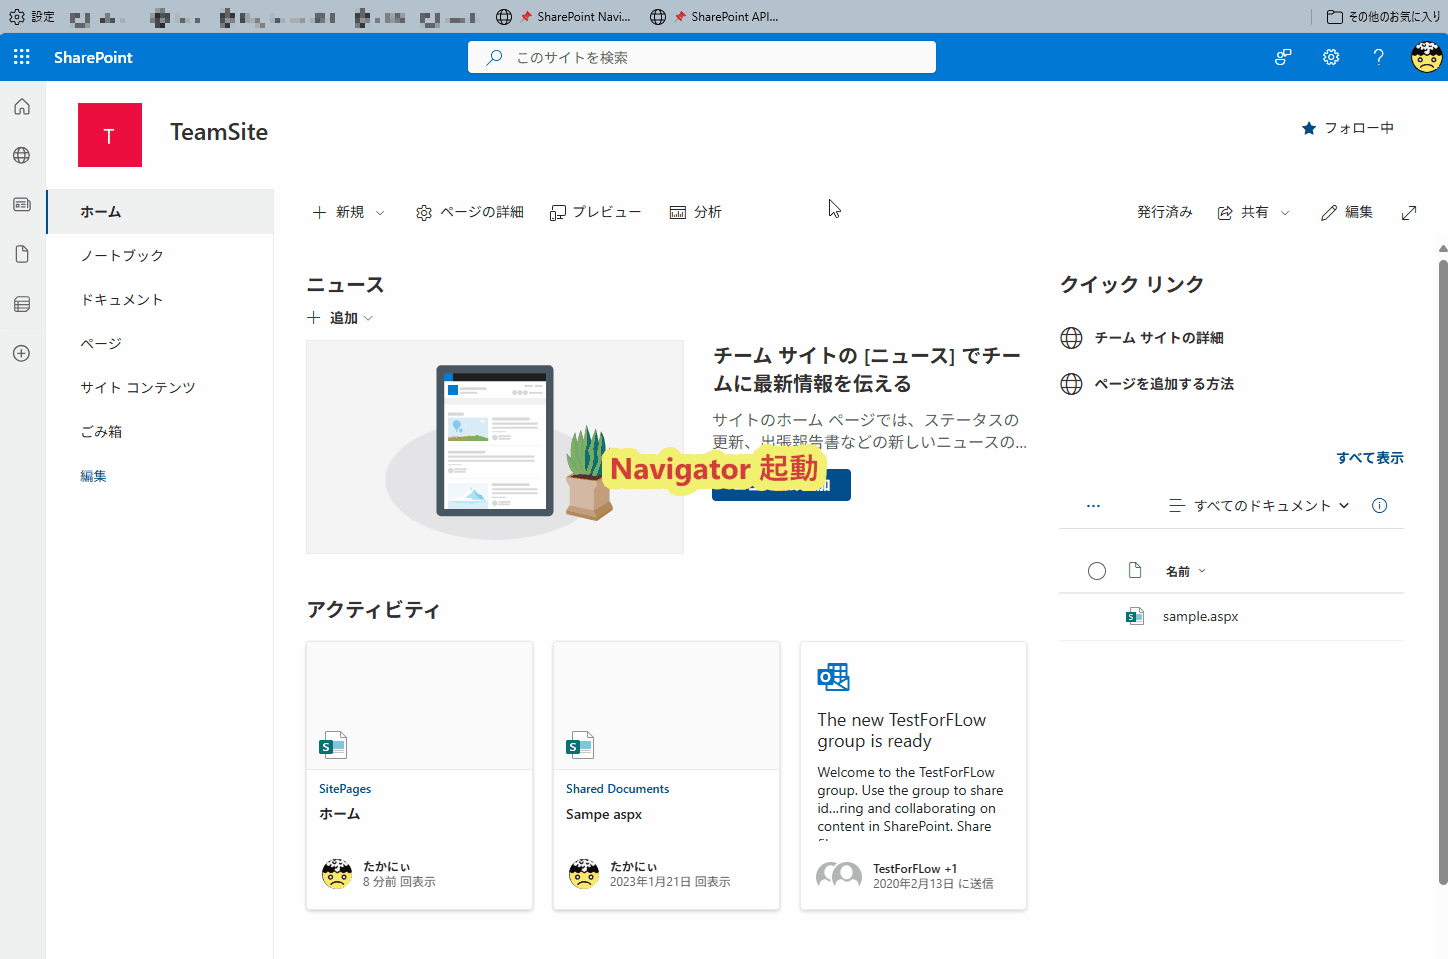 設定
SharePoint Navi...
SharePoint API...
その他のお気に入り
SharePoint
このサイトを検索
T
TeamSite
フォロー中
ホーム
ノートブック
ドキュメント
ページ
サイト コンテンツ
ごみ箱
編集
新規
ページの詳細
プレビュー
分析
発行済み
共有
編集
ニュース
追加
チーム サイトの [ニュース] でチー
ムに最新情報を伝える
サイトのホーム ページでは、ステータスの
更新、出張報告書などの新しいニュースの...
Navigator 起動
クイック リンク
チーム サイトの詳細
ページを追加する方法
すべて表示
すべてのドキュメント
名前
sample.aspx
アクティビティ
SitePages
ホーム
たかにぃ
8 分前 回表示
Shared Documents
Sampe aspx
たかにぃ
2023年1月21日 回表示
The new TestForFLow
group is ready
Welcome to the TestForFLow
group. Use the group to share
id...ring and collaborating on
content in SharePoint. Share
TestForFLow +1
2020年2月13日 に送信